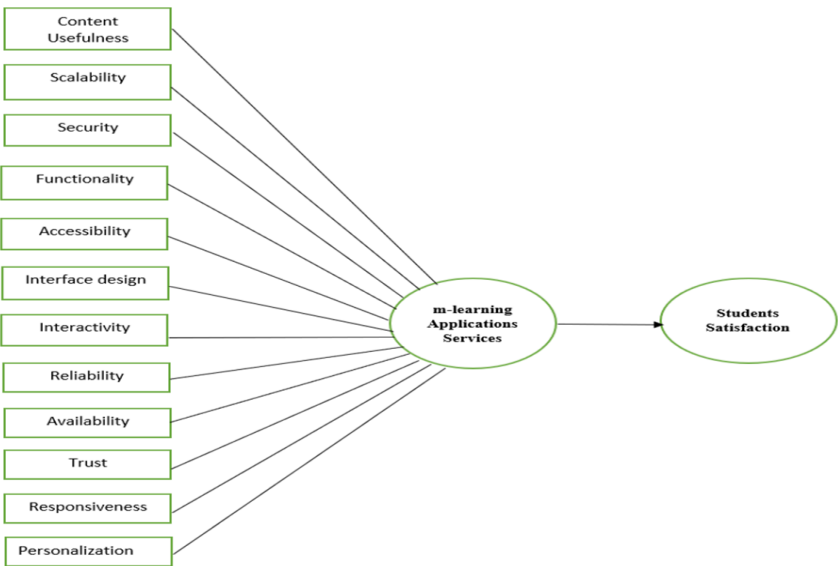 Content
Usefulness
Scalability
Security
Functionality
Accessibility
Interface design
Interactivity
Reliability
Availability
Trust
Responsiveness
Personalization
m-learning
Applications
Services
Students
Satisfaction